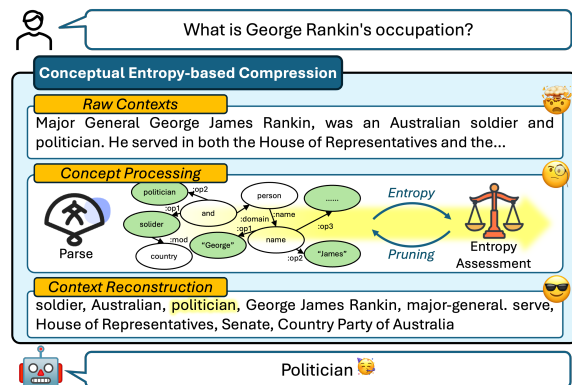 What is George Rankin's occupation?
Conceptual Entropy-based Compression
Raw Contexts
Major General George James Rankin, was an Australian soldier and
politician. He served in both the House of Representatives and the...
Concept Processing
politician
:op2
person
......
:op1
and
:name
solider
:domain
:op1
:op3
:mod
"George"
name
country
:op2
"James"
Parse
Entropy
Pruning
Entropy
Assessment
Context Reconstruction
soldier, Australian, politician, George James Rankin, major-general. serve,
House of Representatives, Senate, Country Party of Australia
Politician